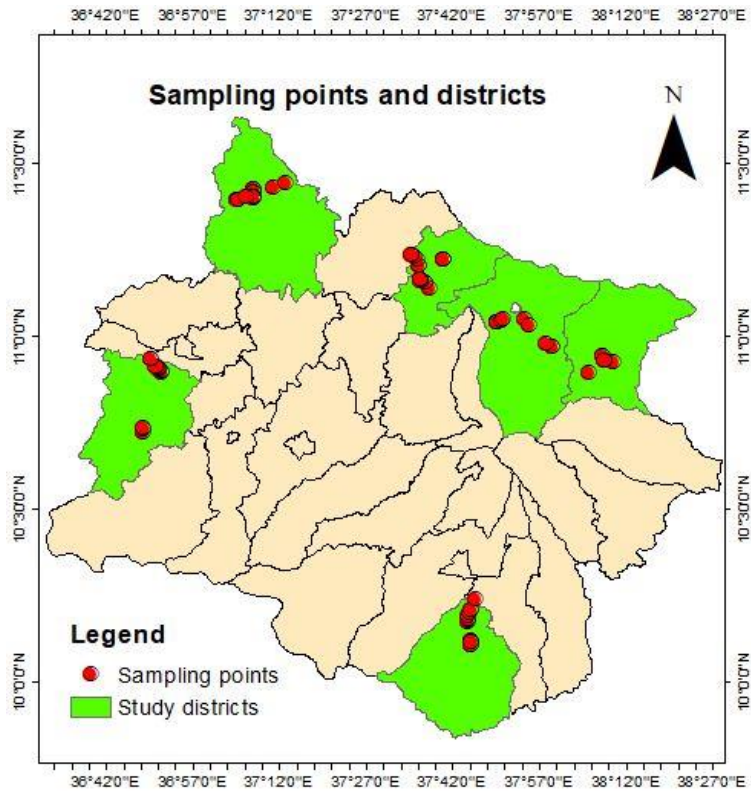 36°42'0"E 36°57'0"E 37°12'0"E 37°27'0"E 37°42'0"E 37°57'0"E 38°12'0"E 38°27'0"E
Sampling points and districts
N
11°30'0"N 11°30'0"N
11°0'0"N 11°0'0"N
10°30'0"N 10°30'0"N
Legend
Sampling points
10°0'0"N 10°0'0"N
Study districts
36°42'0"E 36°57'0"E 37°12'0"E 37°27'0"E 37°42'0"E 37°57'0"E 38°12'0"E 38°27'0"E